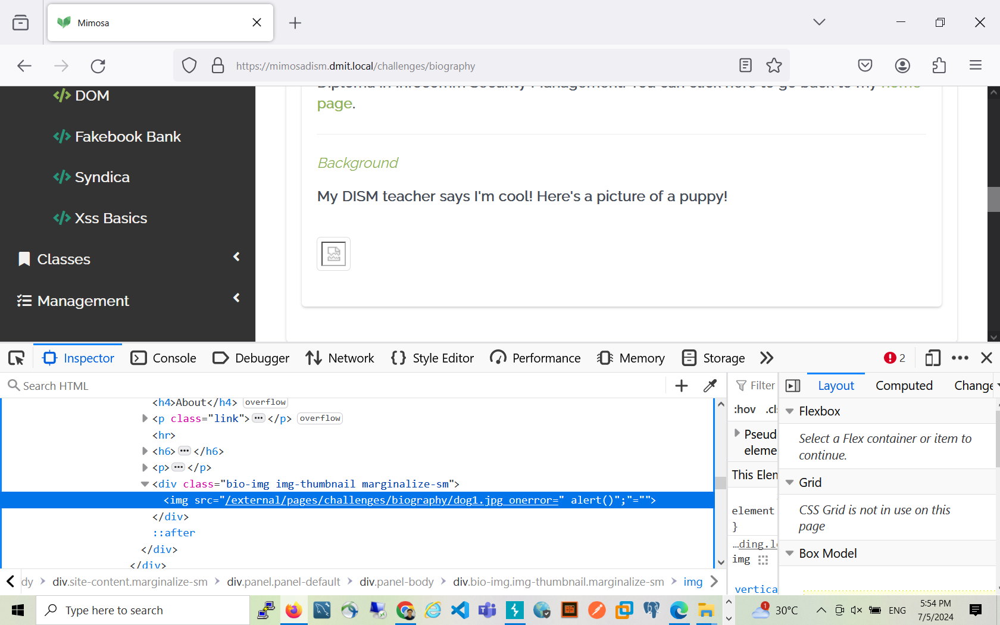 Mimosa
https://mimosadism.dmit.local/challenges/biography
</> DOM
</> Fakebook Bank
</> Syndica
</> Xss Basics
Classes
Management
page.
Background
My DISM teacher says I'm cool! Here's a picture of a puppy!
Inspector Console Debugger Network Style Editor Performance Memory Storage 2
Search HTML
Filter
Layout Computed Change
:hov .cl
<h4>About</h4> overflow
<p class="link"> ••• </p> overflow
<hr>
<h6> ••• </h6>
<p> ••• </p>
<div class="bio-img img-thumbnail marginalize-sm">
<img src="/external/pages/challenges/biography/dog1.jpg onerror=" alert()";"="">
</div>
::after
</div>
</div>
Pseud
eleme
This Elen
element
}
…ding.l
img
vertica
Flexbox
Select a Flex container or item to
continue.
Grid
CSS Grid is not in use on this
page
Box Model
dy > div.site-content.marginalize-sm > div.panel.panel-default > div.panel-body > div.bio-img.img-thumbnail.marginalize-sm > img
Type here to search
1
30°C
ENG
5:54 PM
7/5/2024